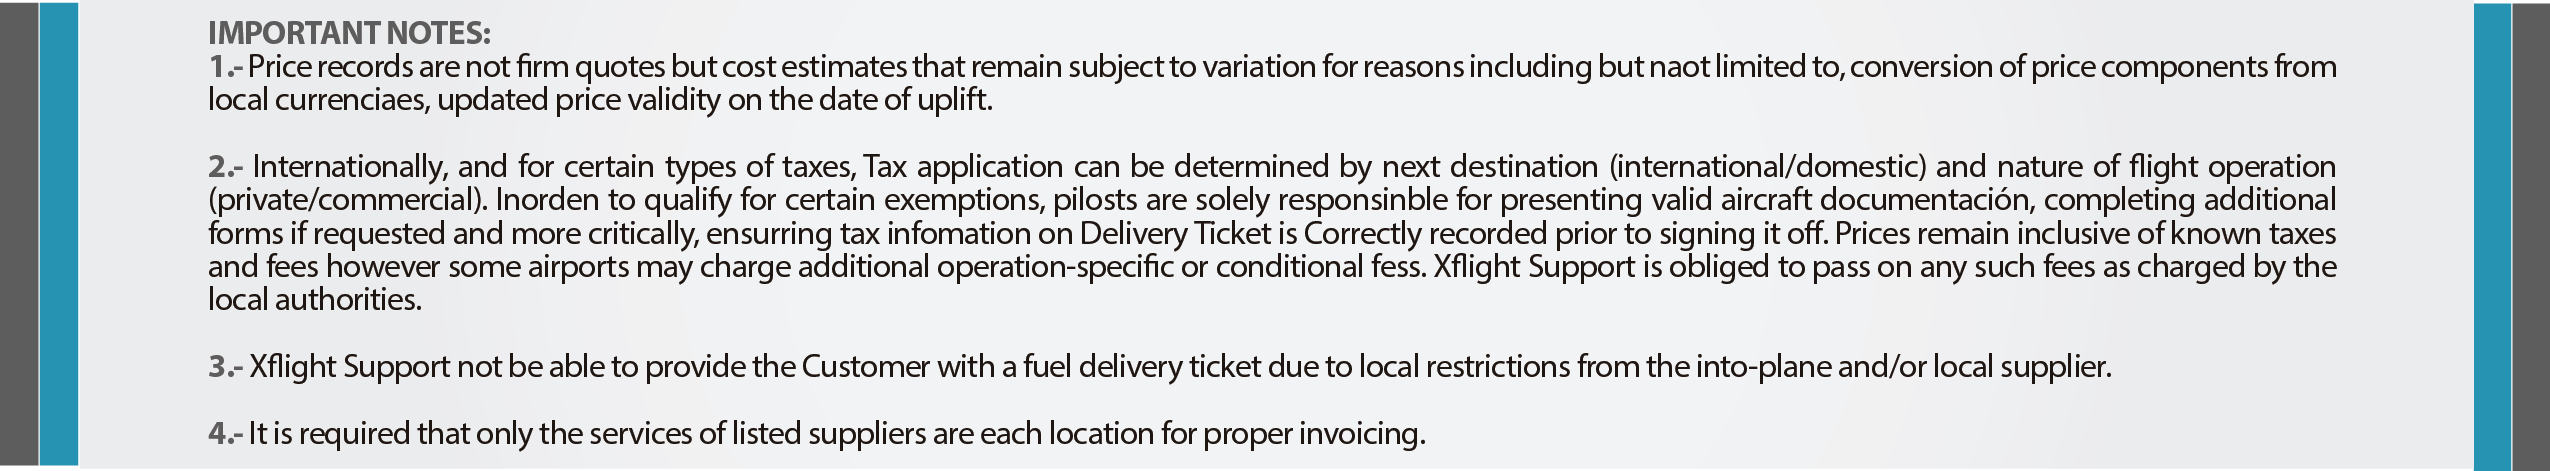 IMPORTANT NOTES:
1.- Price records are not firm quotes but cost estimates that remain subject to variation for reasons including but naot limited to, conversion of price components from
local currenciaes, updated price validity on the date of uplift.
2.- Internationally, and for certain types of taxes, Tax application can be determined by next destination (international/domestic) and nature of flight operation
(private/commercial). Inorden to qualify for certain exemptions, pilosts are solely responsinble for presenting valid aircraft documentación, completing additional
forms if requested and more critically, ensurring tax infomation on Delivery Ticket is Correctly recorded prior to signing it off. Prices remain inclusive of known taxes
and fees however some airports may charge additional operation-specific or conditional fess. Xflight Support is obliged to pass on any such fees as charged by the
local authorities.
3.- Xflight Support not be able to provide the Customer with a fuel delivery ticket due to local restrictions from the into-plane and/or local supplier.
4.- It is required that only the services of listed suppliers are each location for proper invoicing.